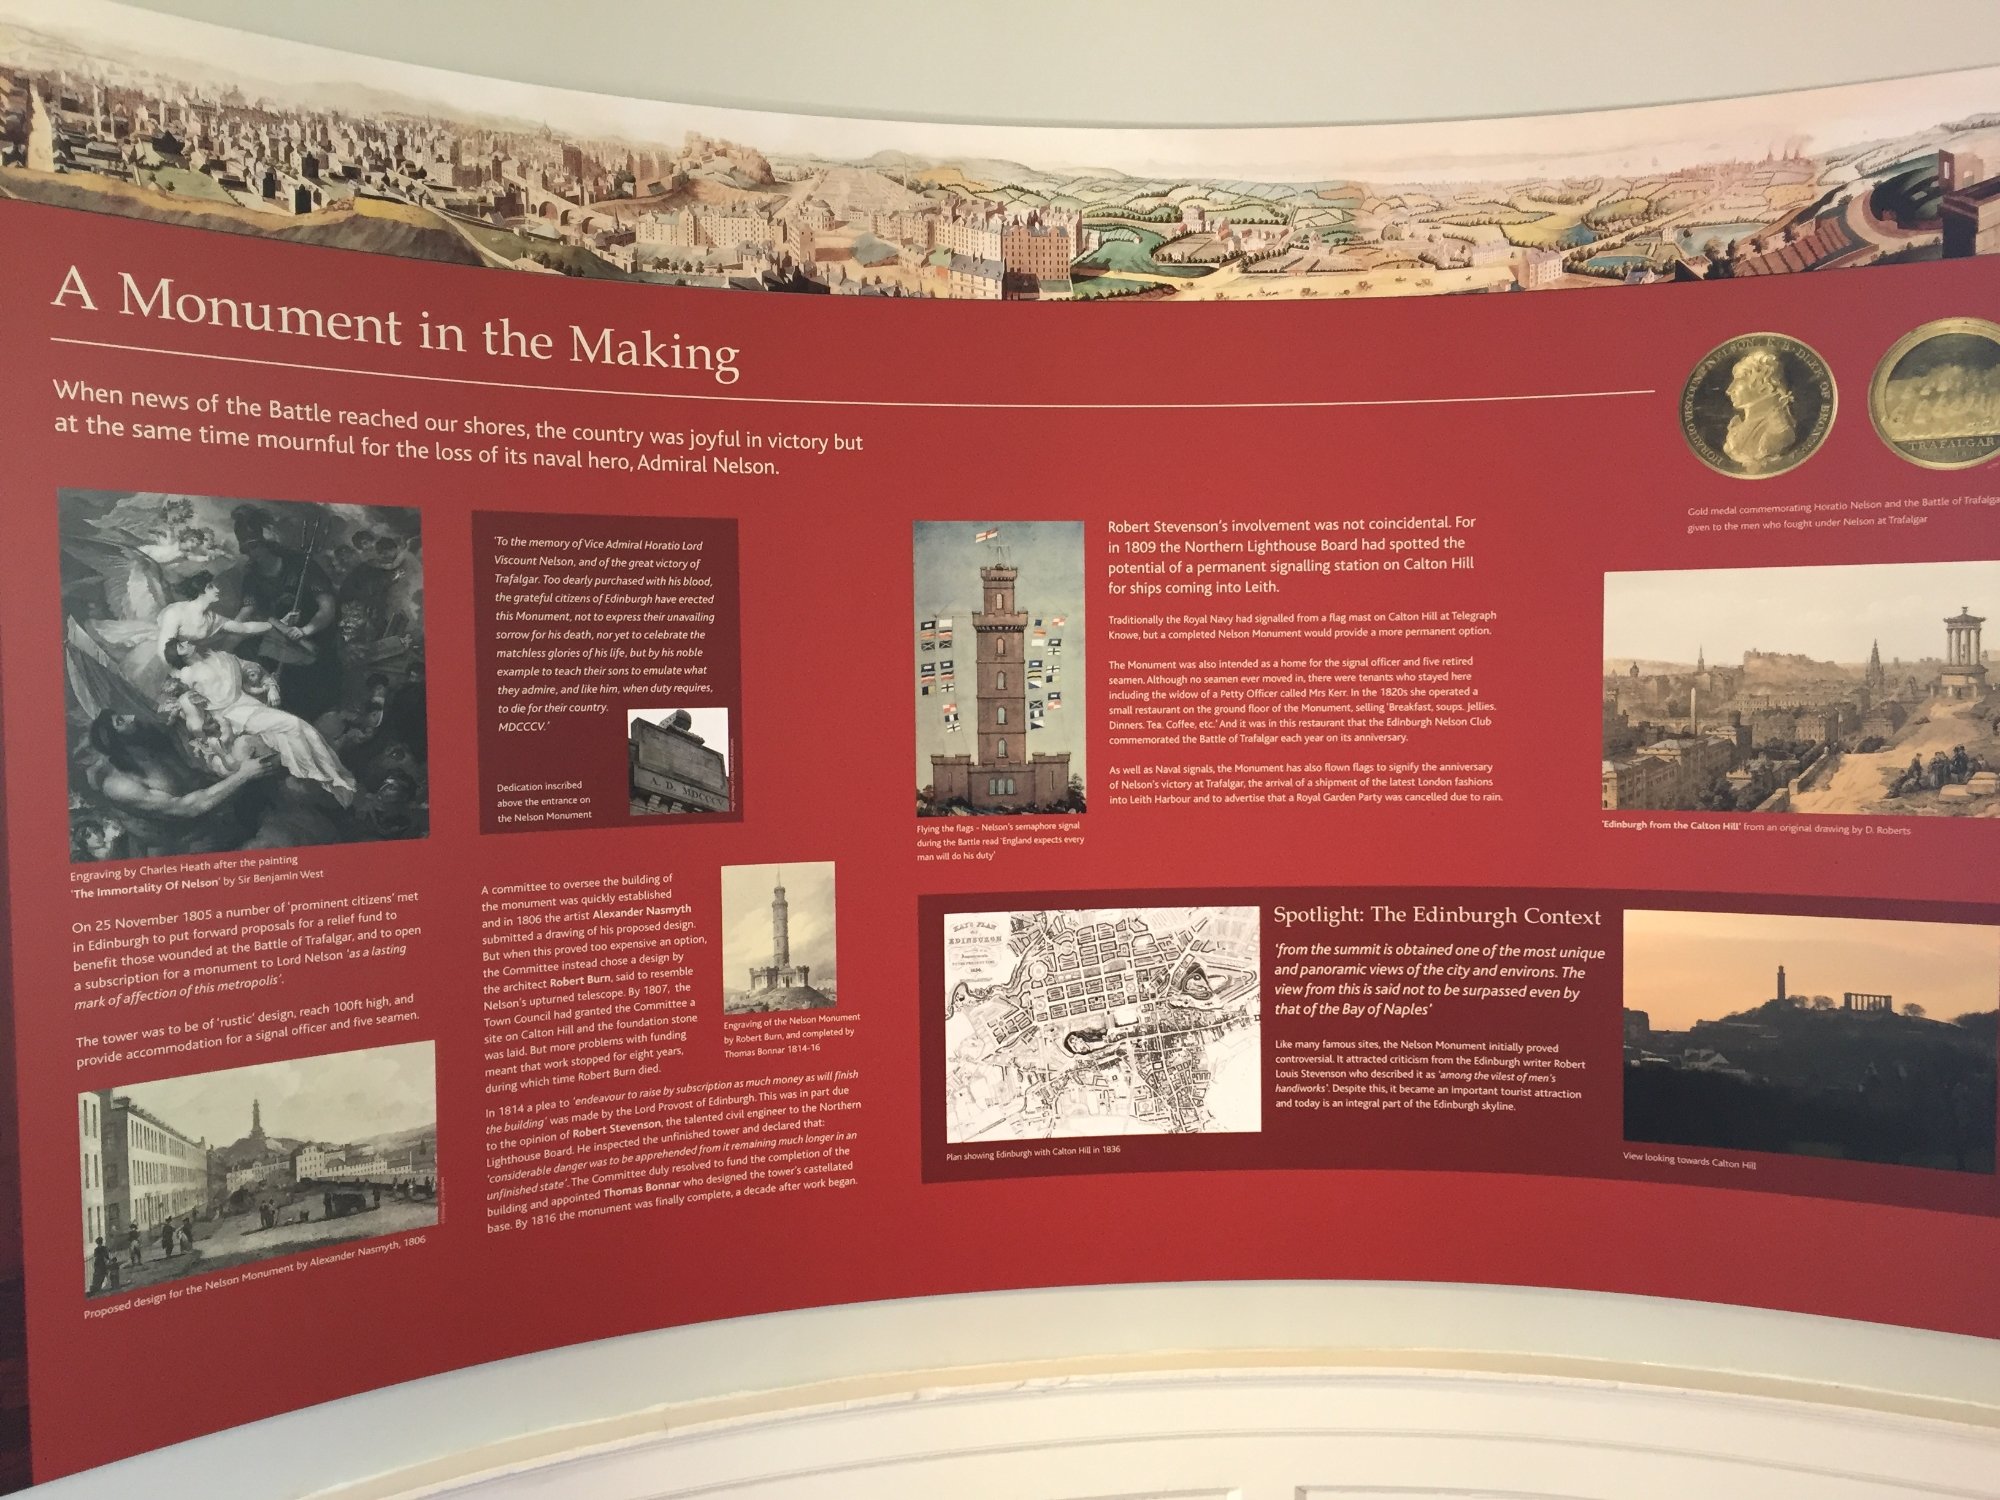 A Monument in the Making
When news of the Battle reached our shores, the country was joyful in victory but
at the same time mournful for the loss of its naval hero, Admiral Nelson.
Engraving by Charles Heath after the painting
'The Immortality Of Nelson' by Sir Benjamin West
On 25 November 1805 a number of 'prominent citizens' met
in Edinburgh to put forward proposals for a relief fund to
benefit those wounded at the Battle of Trafalgar, and to open
a subscription for a monument to Lord Nelson 'as a lasting
mark of affection of this metropolis'.
The tower was to be of 'rustic' design, reach 100ft high, and
provide accommodation for a signal officer and five seamen.
Proposed design for the Nelson Monument by Alexander Nasmyth, 1806
'To the memory of Vice Admiral Horatio Lord
Viscount Nelson, and of the great victory of
Trafalgar. Too dearly purchased with his blood,
the grateful citizens of Edinburgh have erected
this Monument, not to express their unavailing
sorrow for his death, nor yet to celebrate the
matchless glories of his life, but by his noble
example to teach their sons to emulate what
they admire, and like him, when duty requires,
to die for their country.
MDCCCV.'
A. D. MDCCCV
Dedication inscribed
above the entrance on
the Nelson Monument
A committee to oversee the building of
the monument was quickly established
and in 1806 the artist Alexander Nasmyth
submitted a drawing of his proposed design.
But when this proved too expensive an option,
the Committee instead chose a design by
the architect Robert Burn, said to resemble
Nelson's upturned telescope. By 1807, the
Town Council had granted the Committee a
site on Calton Hill and the foundation stone
was laid. But more problems with funding
meant that work stopped for eight years,
during which time Robert Burn died.
Engraving of the Nelson Monument
by Robert Burn, and completed by
Thomas Bonnar 1814-16
In 1814 a plea to 'endeavour to raise by subscription as much money as will finish
the building' was made by the Lord Provost of Edinburgh. This was in part due
to the opinion of Robert Stevenson, the talented civil engineer to the Northern
Lighthouse Board. He inspected the unfinished tower and declared that:
'considerable danger was to be apprehended from it remaining much longer in an
unfinished state'. The Committee duly resolved to fund the completion of the
building and appointed Thomas Bonnar who designed the tower's castellated
base. By 1816 the monument was finally complete, a decade after work began.
Flying the flags - Nelson's semaphore signal
during the Battle read 'England expects every
man will do his duty'
Robert Stevenson's involvement was not coincidental. For
in 1809 the Northern Lighthouse Board had spotted the
potential of a permanent signalling station on Calton Hill
for ships coming into Leith.
Traditionally the Royal Navy had signalled from a flag mast on Calton Hill at Telegraph
Knowe, but a completed Nelson Monument would provide a more permanent option.
The Monument was also intended as a home for the signal officer and five retired
seamen. Although no seamen ever moved in, there were tenants who stayed here
including the widow of a Petty Officer called Mrs Kerr. In the 1820s she operated a
small restaurant on the ground floor of the Monument, selling 'Breakfast, soups. Jellies.
Dinners. Tea. Coffee, etc.' And it was in this restaurant that the Edinburgh Nelson Club
commemorated the Battle of Trafalgar each year on its anniversary.
As well as Naval signals, the Monument has also flown flags to signify the anniversary
of Nelson's victory at Trafalgar, the arrival of a shipment of the latest London fashions
into Leith Harbour and to advertise that a Royal Garden Party was cancelled due to rain.
HORATIO VISCOUNT NELSON. K.B. DUKE OF BRONTE
TRAFALGAR
Gold medal commemorating Horatio Nelson and the Battle of Trafalga
given to the men who fought under Nelson at Trafalgar
'Edinburgh from the Calton Hill' from an original drawing by D. Roberts
EDINBURGH
1836
Plan showing Edinburgh with Calton Hill in 1836
Spotlight: The Edinburgh Context
'from the summit is obtained one of the most unique
and panoramic views of the city and environs. The
view from this is said not to be surpassed even by
that of the Bay of Naples'
Like many famous sites, the Nelson Monument initially proved
controversial. It attracted criticism from the Edinburgh writer Robert
Louis Stevenson who described it as 'among the vilest of men's
handiworks'. Despite this, it became an important tourist attraction
and today is an integral part of the Edinburgh skyline.
View looking towards Calton Hill